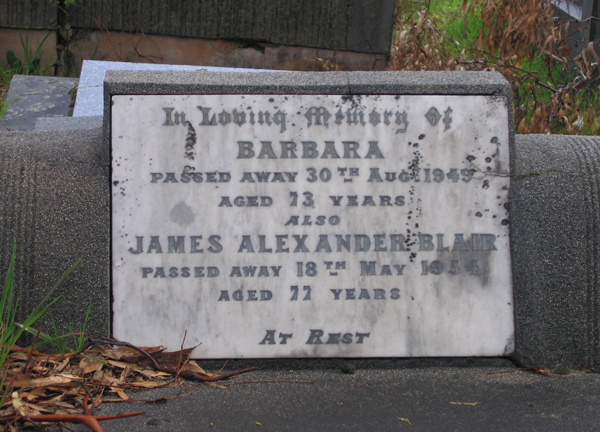 In Loving Memory of
BARBARA
PASSED AWAY 30TH AUG. 1949
AGED 73 YEARS
ALSO
JAMES ALEXANDER BLAIR
PASSED AWAY 18TH MAY 1954
AGED 77 YEARS.
AT REST